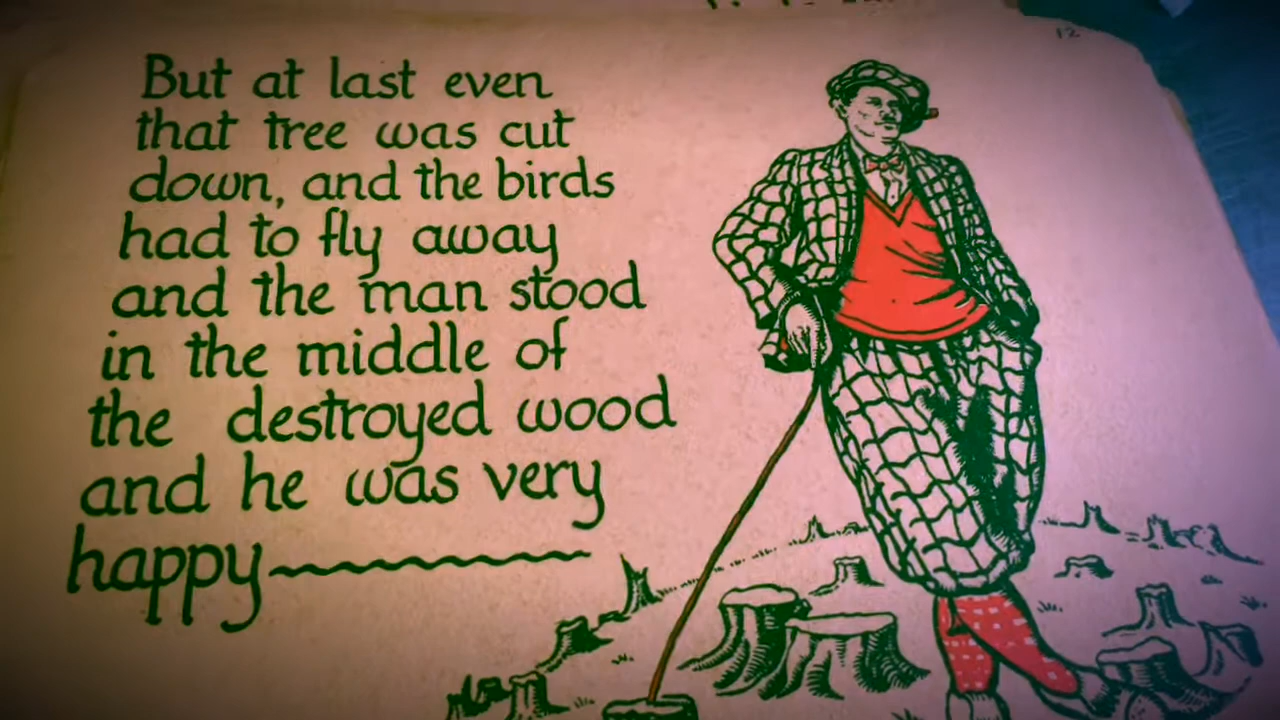 12
But at last even
that tree was cut
down, and the birds
had to fly away
and the man stood
in the middle of
the destroyed wood
and he was very
happy